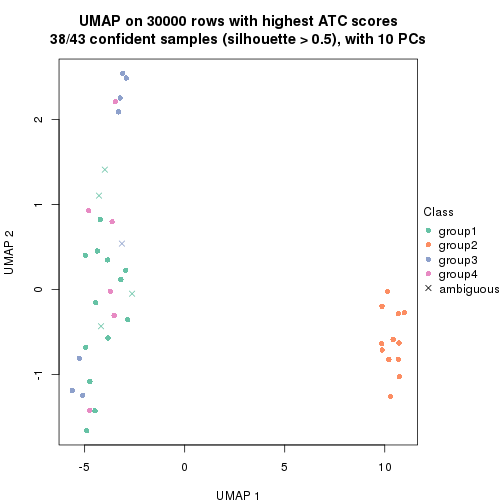 UMAP on 30000 rows with highest ATC scores
38/43 confident samples (silhouette > 0.5), with 10 PCs
2
1
0
-1
UMAP 2
-5
0
5
10
UMAP 1
Class
group1
group2
group3
group4
ambiguous